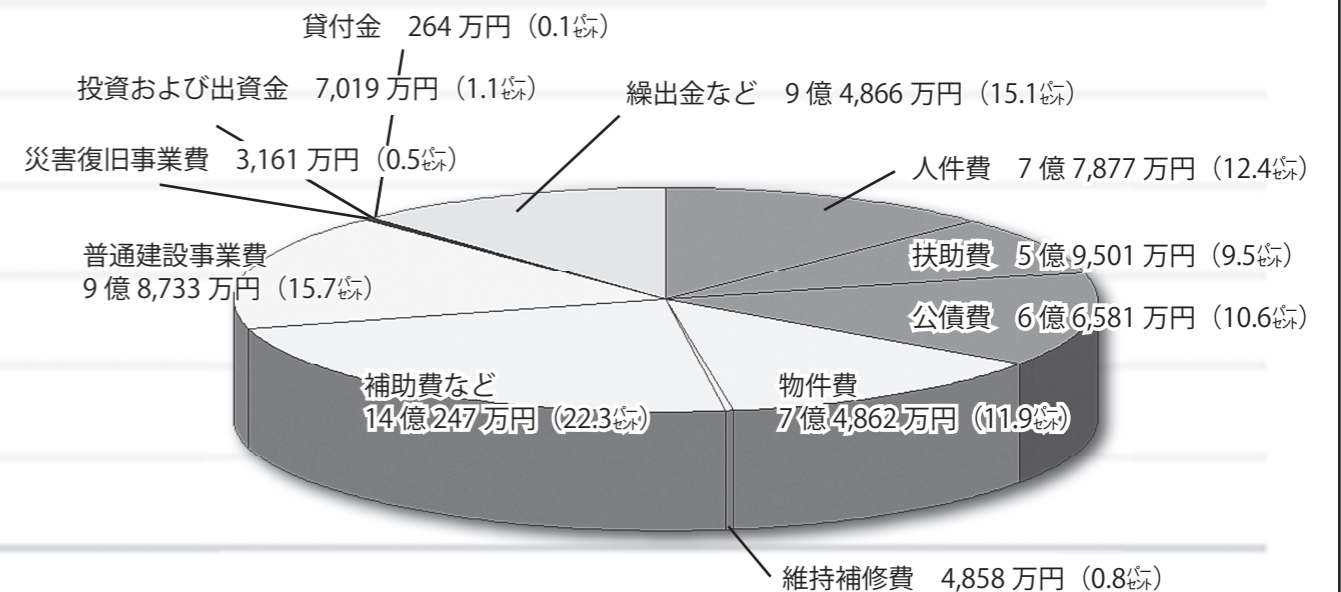 貸付金　264 万円（0.1㌫）
投資および出資金　7,019 万円（1.1㌫）
繰出金など　9 億 4,866 万円（15.1㌫）
災害復旧事業費　3,161 万円（0.5㌫）
人件費　7 億 7,877 万円（12.4㌫）
普通建設事業費
9 億 8,733 万円（15.7㌫）
扶助費　5 億 9,501 万円（9.5㌫）
公債費　6 億 6,581 万円（10.6㌫）
補助費など
14 億 247 万円（22.3㌫）
物件費
7 億 4,862 万円（11.9㌫）
維持補修費　4,858 万円（0.8㌫）